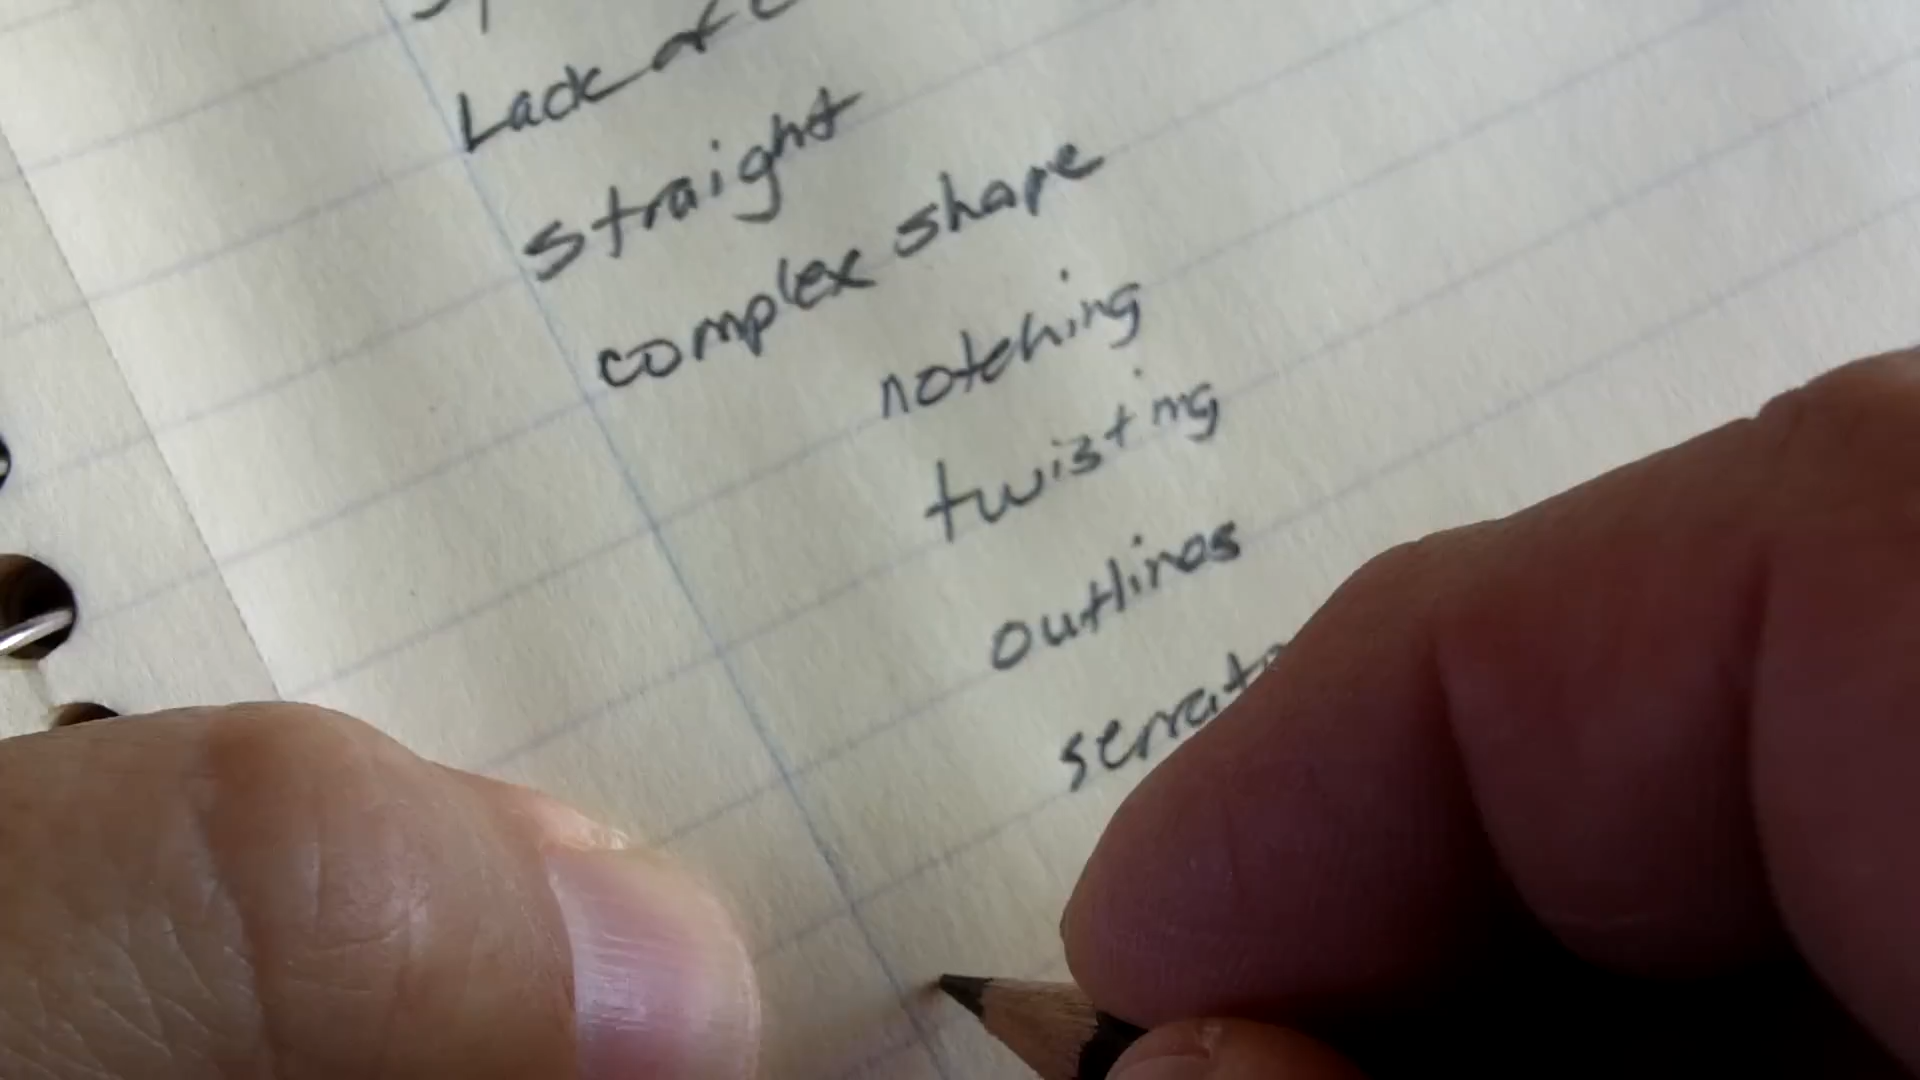 Lack of
straight
complex shape
notching
twisting
outlines